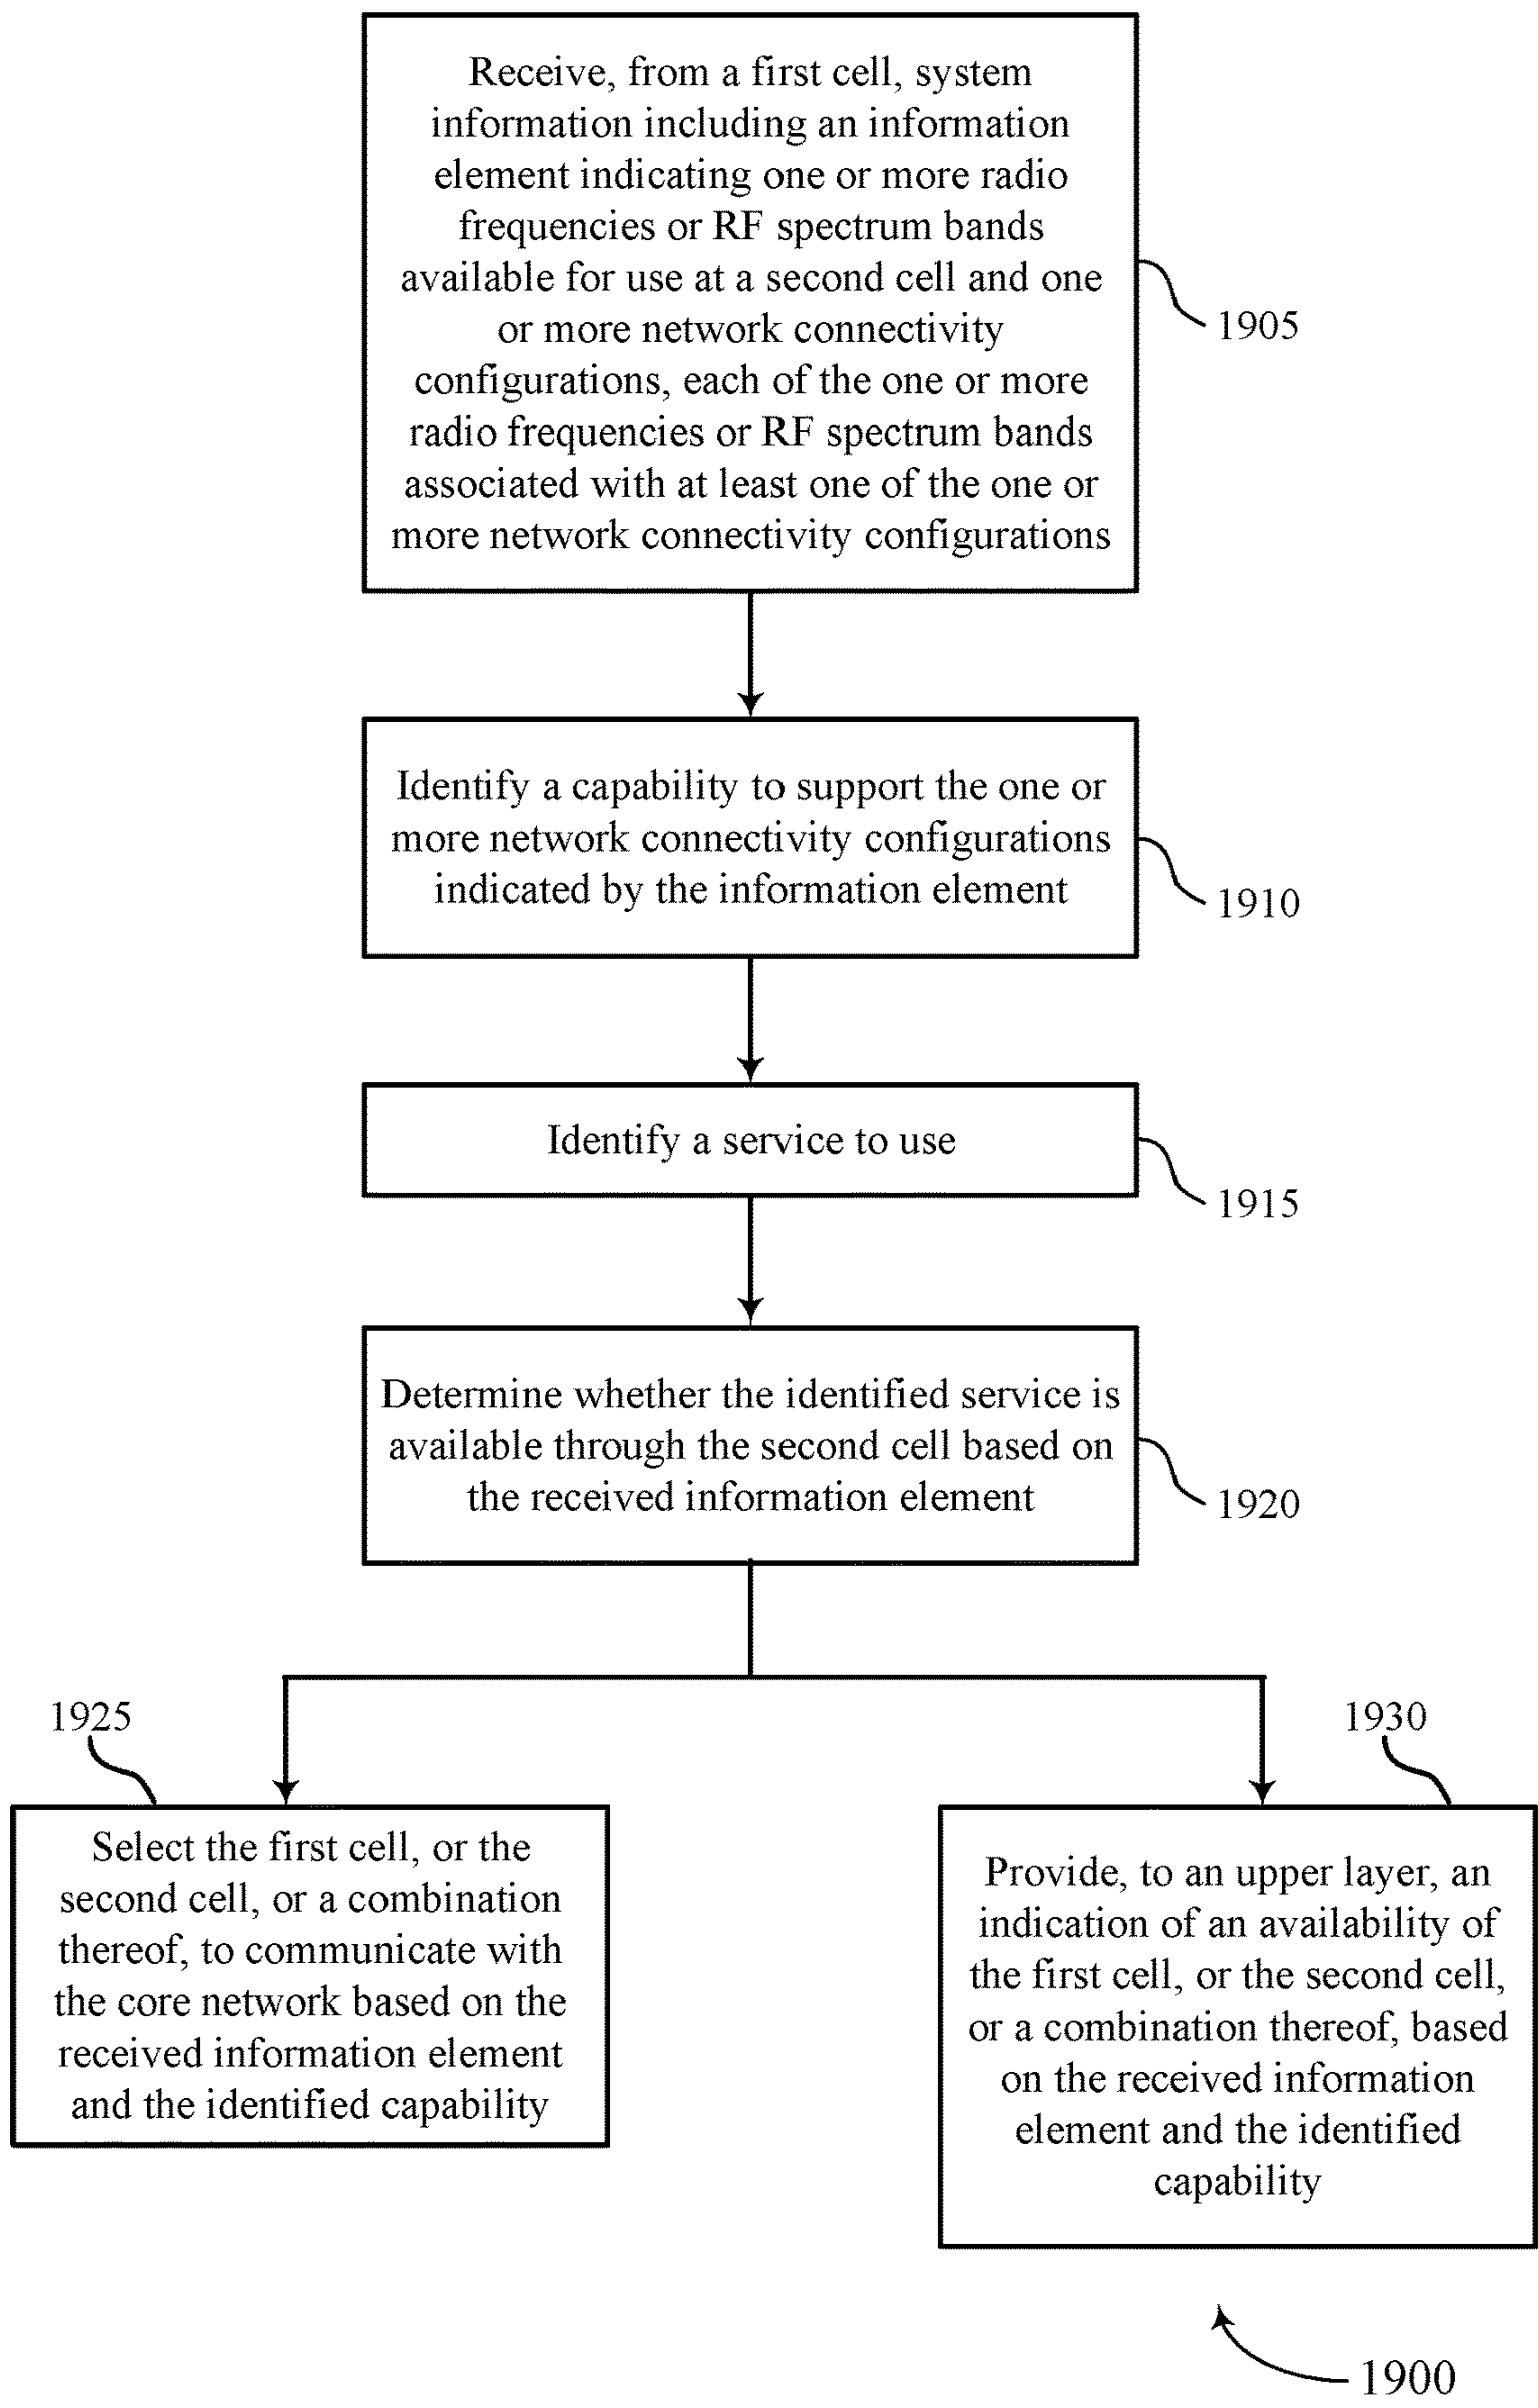 Receive, from a first cell, system
information including an information
element indicating one or more radio
frequencies or RF spectrum bands
available for use at a second cell and one
or more network connectivity
configurations, each of the one or more
radio frequencies or RF spectrum bands
associated with at least one of the one or
more network connectivity configurations
1905
Identify a capability to support the one or
more network connectivity configurations
indicated by the information element
1910
Identify a service to use
1915
Determine whether the identified service is
available through the second cell based on
the received information element
1920
1925
Select the first cell, or the
second cell, or a combination
thereof, to communicate with
the core network based on the
received information element
and the identified capability
1930
Provide, to an upper layer, an
indication of an availability of
the first cell, or the second cell,
or a combination thereof, based
on the received information
element and the identified
capability
1900